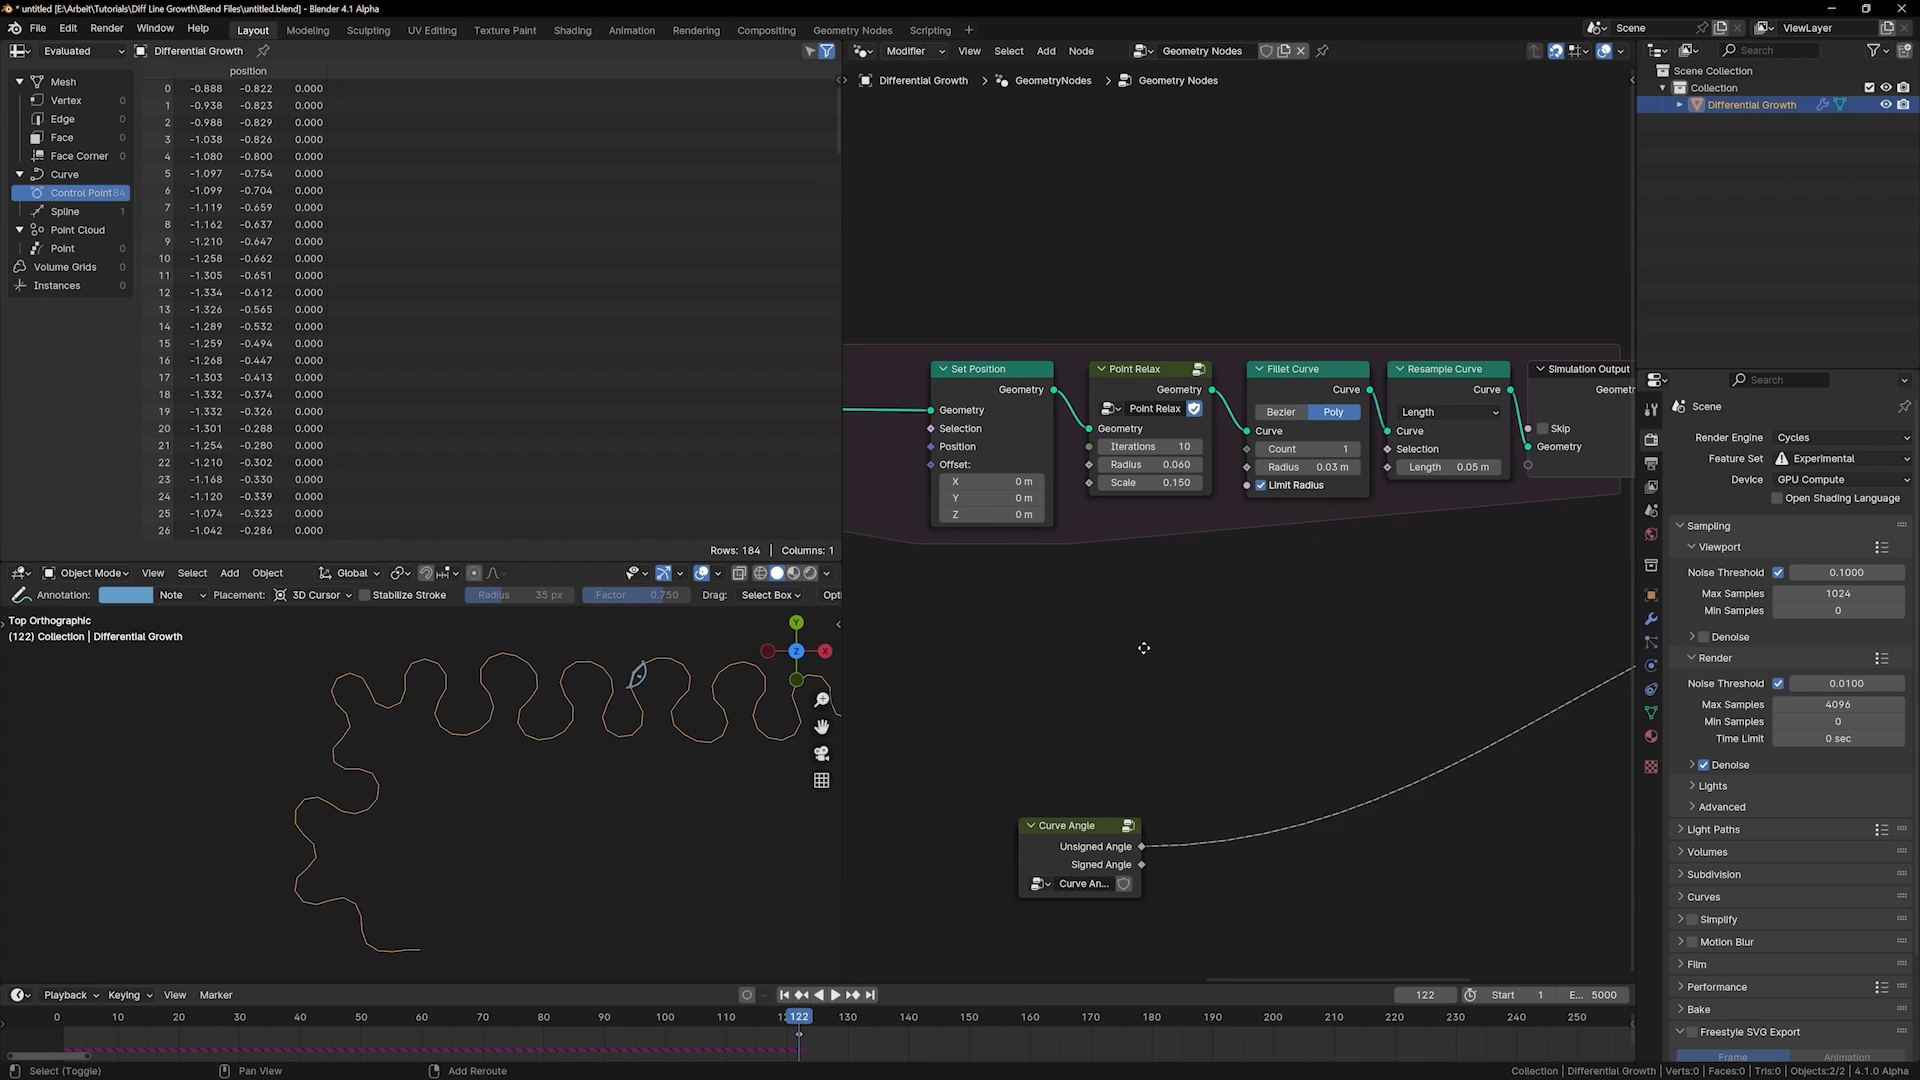 * untitled [E:\Arbeit\Tutorials\Diff Line Growth\Blend Files\untitled.blend] - Blender 4.1 Alpha
File Edit Render Window Help Layout Modeling Sculpting UV Editing Texture Paint Shading Animation Rendering Compositing Geometry Nodes Scripting + Scene ViewLayer
Evaluated Differential Growth
Modifier View Select Add Node Geometry Nodes Search
Differential Growth > GeometryNodes > Geometry Nodes
Scene Collection
Collection
Differential Growth
Mesh
Vertex 0
Edge 0
Face 0
Face Corner 0
Curve
Control Point 84
Spline 1
Point Cloud
Point 0
Volume Grids 0
Instances 0
position
0 -0.888 -0.822 0.000
1 -0.938 -0.823 0.000
2 -0.988 -0.829 0.000
3 -1.038 -0.826 0.000
4 -1.080 -0.800 0.000
5 -1.097 -0.754 0.000
6 -1.099 -0.704 0.000
7 -1.119 -0.659 0.000
8 -1.162 -0.637 0.000
9 -1.210 -0.647 0.000
10 -1.258 -0.662 0.000
11 -1.305 -0.651 0.000
12 -1.334 -0.612 0.000
13 -1.326 -0.565 0.000
14 -1.289 -0.532 0.000
15 -1.259 -0.494 0.000
16 -1.268 -0.447 0.000
17 -1.303 -0.413 0.000
18 -1.332 -0.374 0.000
19 -1.332 -0.326 0.000
20 -1.301 -0.288 0.000
21 -1.254 -0.280 0.000
22 -1.210 -0.302 0.000
23 -1.168 -0.330 0.000
24 -1.120 -0.339 0.000
25 -1.074 -0.323 0.000
26 -1.042 -0.286 0.000
Rows: 184 | Columns: 1
Set Position
Geometry
Geometry
Selection
Position
Offset:
X 0 m
Y 0 m
Z 0 m
Point Relax
Geometry
Point Relax
Geometry
Iterations 10
Radius 0.060
Scale 0.150
Fillet Curve
Curve
Bezier Poly
Curve
Count 1
Radius 0.03 m
Limit Radius
Resample Curve
Curve
Length
Curve
Selection
Length 0.05 m
Simulation Output
Geometr
Skip
Geometry
Curve Angle
Unsigned Angle
Signed Angle
Curve An...
Object Mode View Select Add Object Global
Annotation: Note Placement: 3D Cursor Stabilize Stroke Radius 35 px Factor 0.750 Drag: Select Box Opti
Top Orthographic
(122) Collection | Differential Growth
Y
Z
X
Search
Scene
Render Engine Cycles
Feature Set Experimental
Device GPU Compute
Open Shading Language
Sampling
Viewport
Noise Threshold 0.1000
Max Samples 1024
Min Samples 0
Denoise
Render
Noise Threshold 0.0100
Max Samples 4096
Min Samples 0
Time Limit 0 sec
Denoise
Lights
Advanced
Light Paths
Volumes
Subdivision
Curves
Simplify
Motion Blur
Film
Performance
Bake
Freestyle SVG Export
Frame Animation
Playback Keying View Marker 122 Start 1 E... 5000
0 10 20 30 40 50 60 70 80 90 100 110 122 130 140 150 160 170 180 190 200 210 220 230 240 250
Select (Toggle) Pan View Add Reroute Collection | Differential Growth | Verts:0 | Faces:0 | Tris:0 | Objects:2/2 | 4.1.0 Alpha